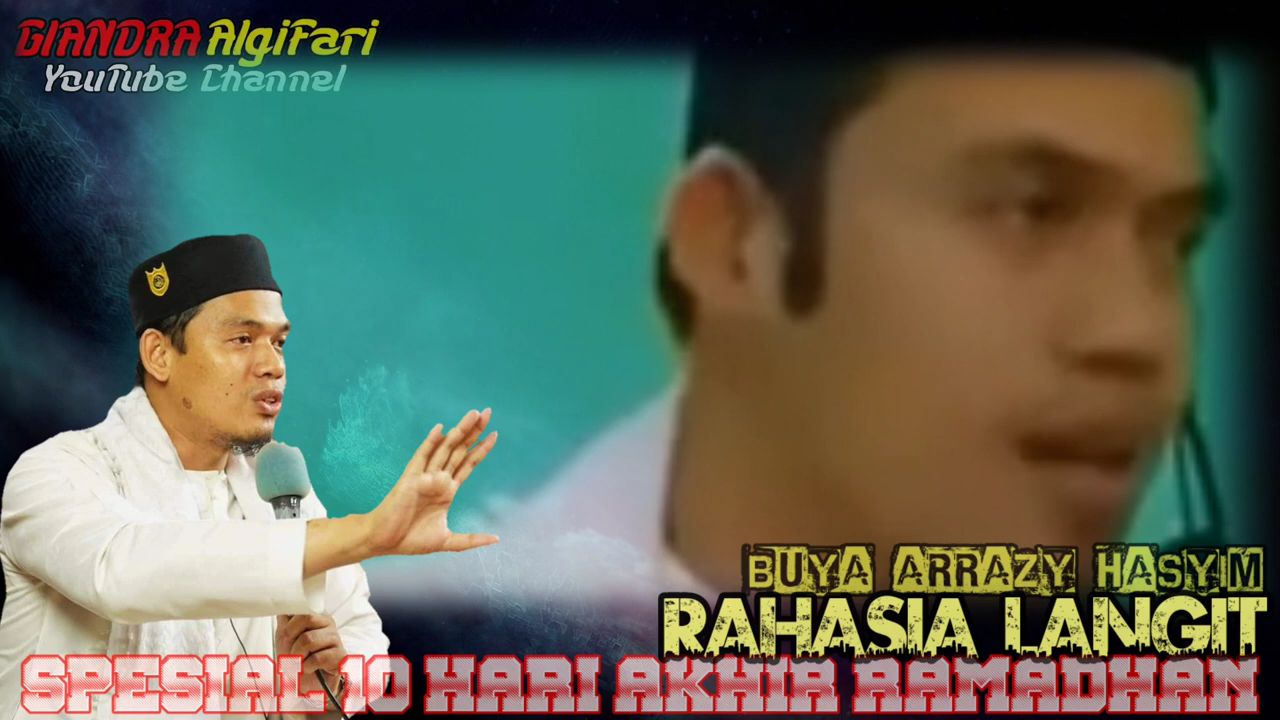 GIANDRA AlgiFari
YouTube Channel
BUYA ARRAZY HASYIM
RAHASIA LANGIT
SPESIAL 10 HARI AKHIR RAMADHAN